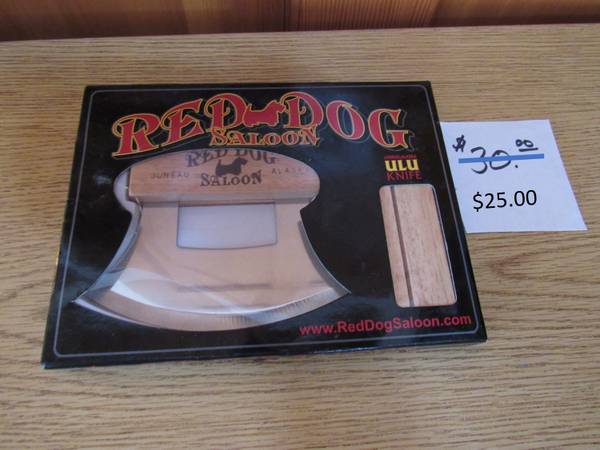 RED DOG
SALOON
RED DOG
JUNEAU ALASKA
SALOON
ULU
KNIFE
www.RedDogSaloon.com
$30.00
$25.00